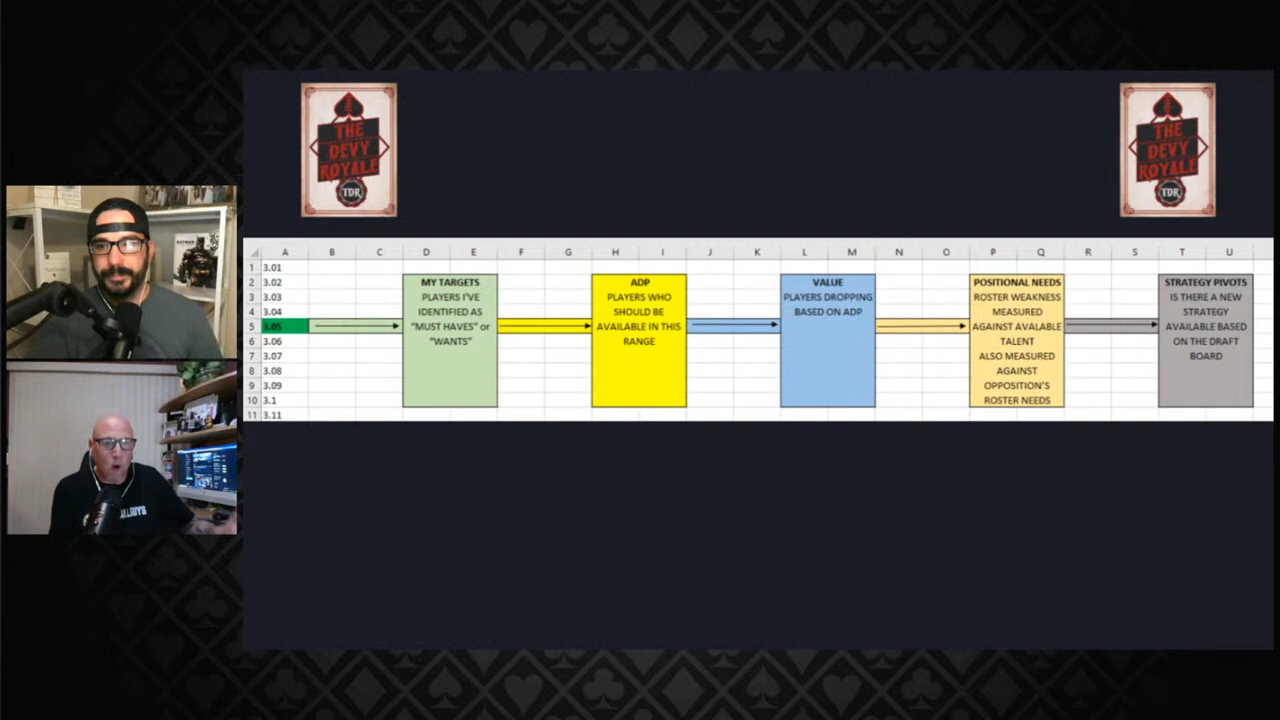 THE
DEVY
ROYALE
TDR
THE
DEVY
ROYALE
TDR
A B C D E F G H I J K L M N O P Q R S T U
1 3.01
2 3.02
3 3.03
4 3.04
5 3.05
6 3.06
7 3.07
8 3.08
9 3.09
10 3.1
11 3.11
MY TARGETS
PLAYERS I'VE
IDENTIFIED AS
"MUST HAVES" or
"WANTS"
ADP
PLAYERS WHO
SHOULD BE
AVAILABLE IN THIS
RANGE
VALUE
PLAYERS DROPPING
BASED ON ADP
POSITIONAL NEEDS
ROSTER WEAKNESS
MEASURED
AGAINST AVALABLE
TALENT
ALSO MEASURED
AGAINST
OPPOSITION'S
ROSTER NEEDS
STRATEGY PIVOTS
IS THERE A NEW
STRATEGY
AVAILABLE BASED
ON THE DRAFT
BOARD
BATMAN